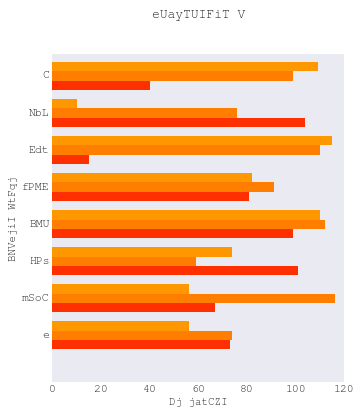 eUayTUIFiT V
C
NbL
Edt
fPME
BMU
HPs
mSoC
e
BNVejiI WtFqj
0 20 40 60 80 100 120
Dj jatCZI